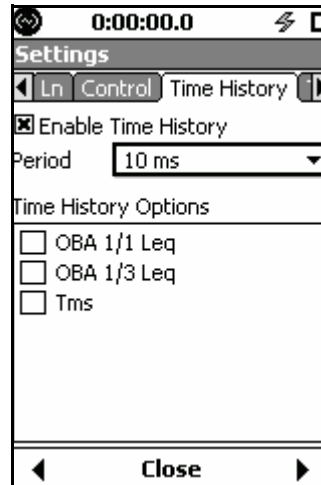 0:00:00.0
Settings
Ln Control Time History
Enable Time History
Period 10 ms
Time History Options
OBA 1/1 Leq
OBA 1/3 Leq
Tms
Close